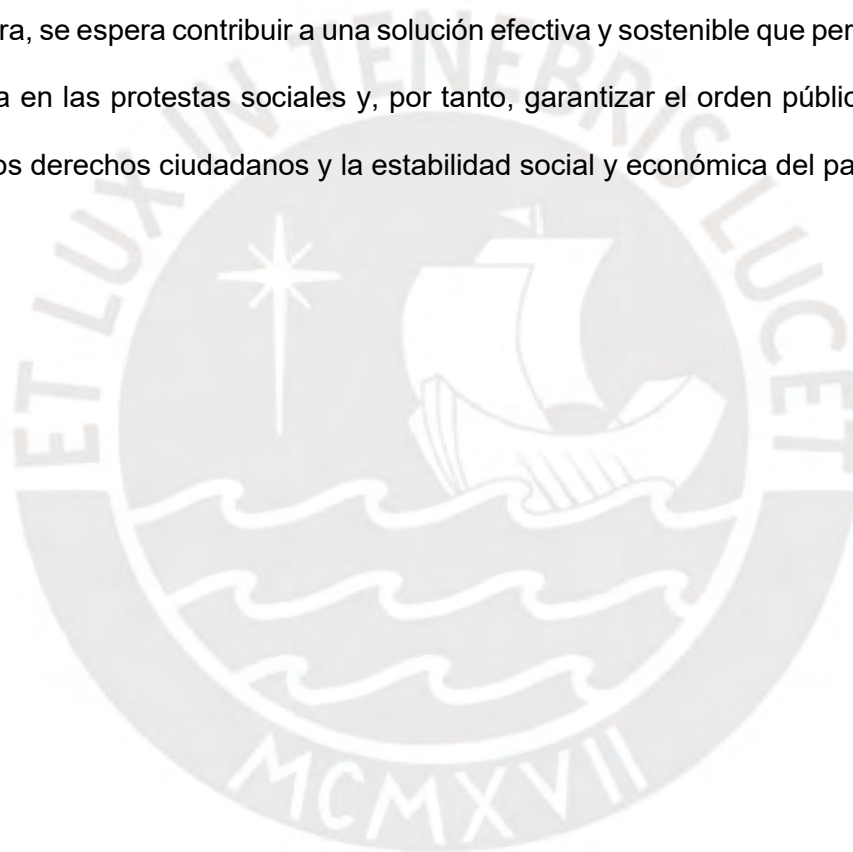 ra, se espera contribuir a una solución efectiva y sostenible que per
a en las protestas sociales y, por tanto, garantizar el orden públic
os derechos ciudadanos y la estabilidad social y económica del pa
ET LUX IN TENEBRIS LUCET
MCMXVII